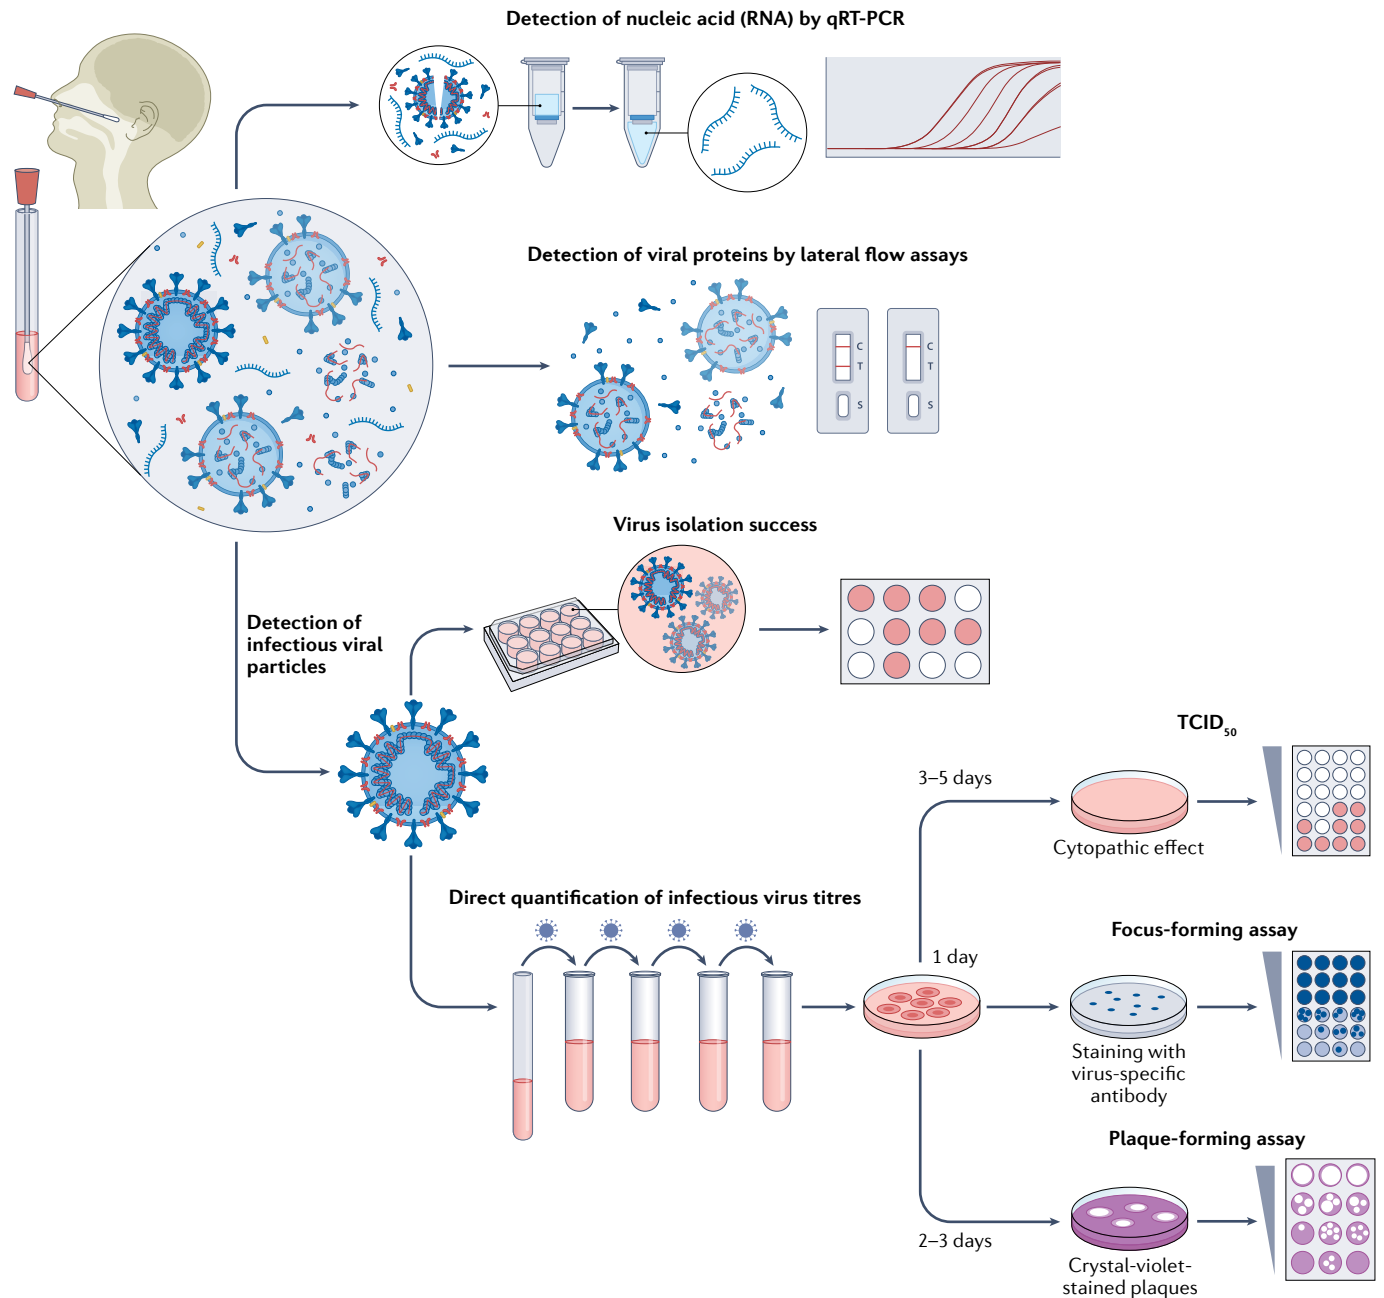 Detection of nucleic acid (RNA) by qRT-PCR
Detection of viral proteins by lateral flow assays
C
T
S
C
T
S
Virus isolation success
Detection of
infectious viral
particles
TCID50
3–5 days
Cytopathic effect
Direct quantification of infectious virus titres
Focus-forming assay
1 day
Staining with
virus-specific
antibody
Plaque-forming assay
2–3 days
Crystal-violet-
stained plaques